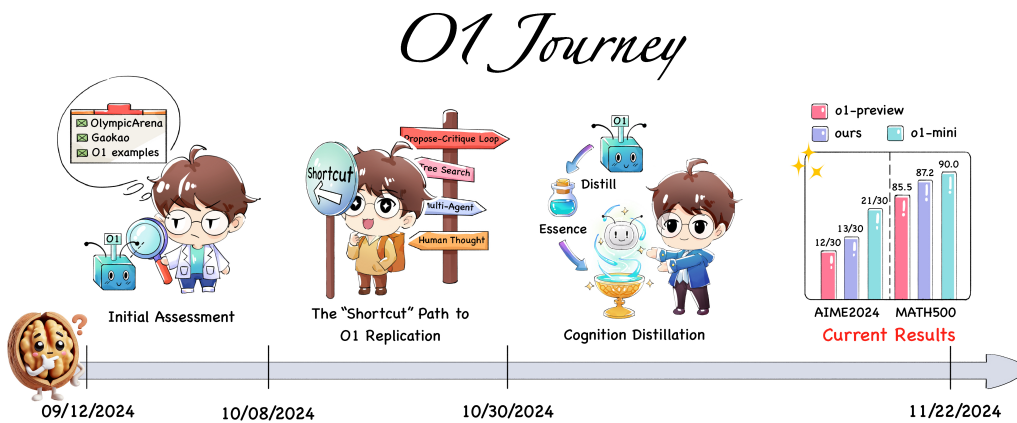 O1 Journey
OlympicArena
Gaokao
O1 examples
O1
Initial Assessment
Shortcut
Propose-Critique Loop
Tree Search
Multi-Agent
Human Thought
The “Shortcut” Path to
O1 Replication
O1
Distill
Essence
Cognition Distillation
o1-preview
ours
o1-mini
12/30
13/30
21/30
85.5
87.2
90.0
AIME2024
MATH500
Current Results
?
09/12/2024
10/08/2024
10/30/2024
11/22/2024